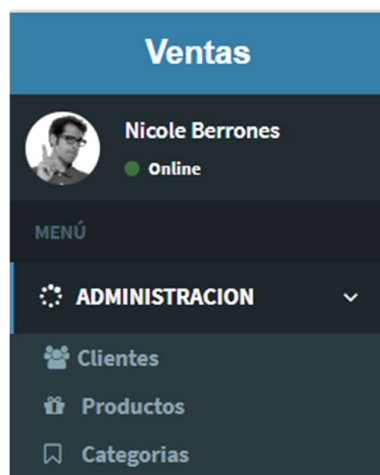 Ventas
Nicole Berrones
Online
MENÚ
ADMINISTRACION
Clientes
Productos
Categorias